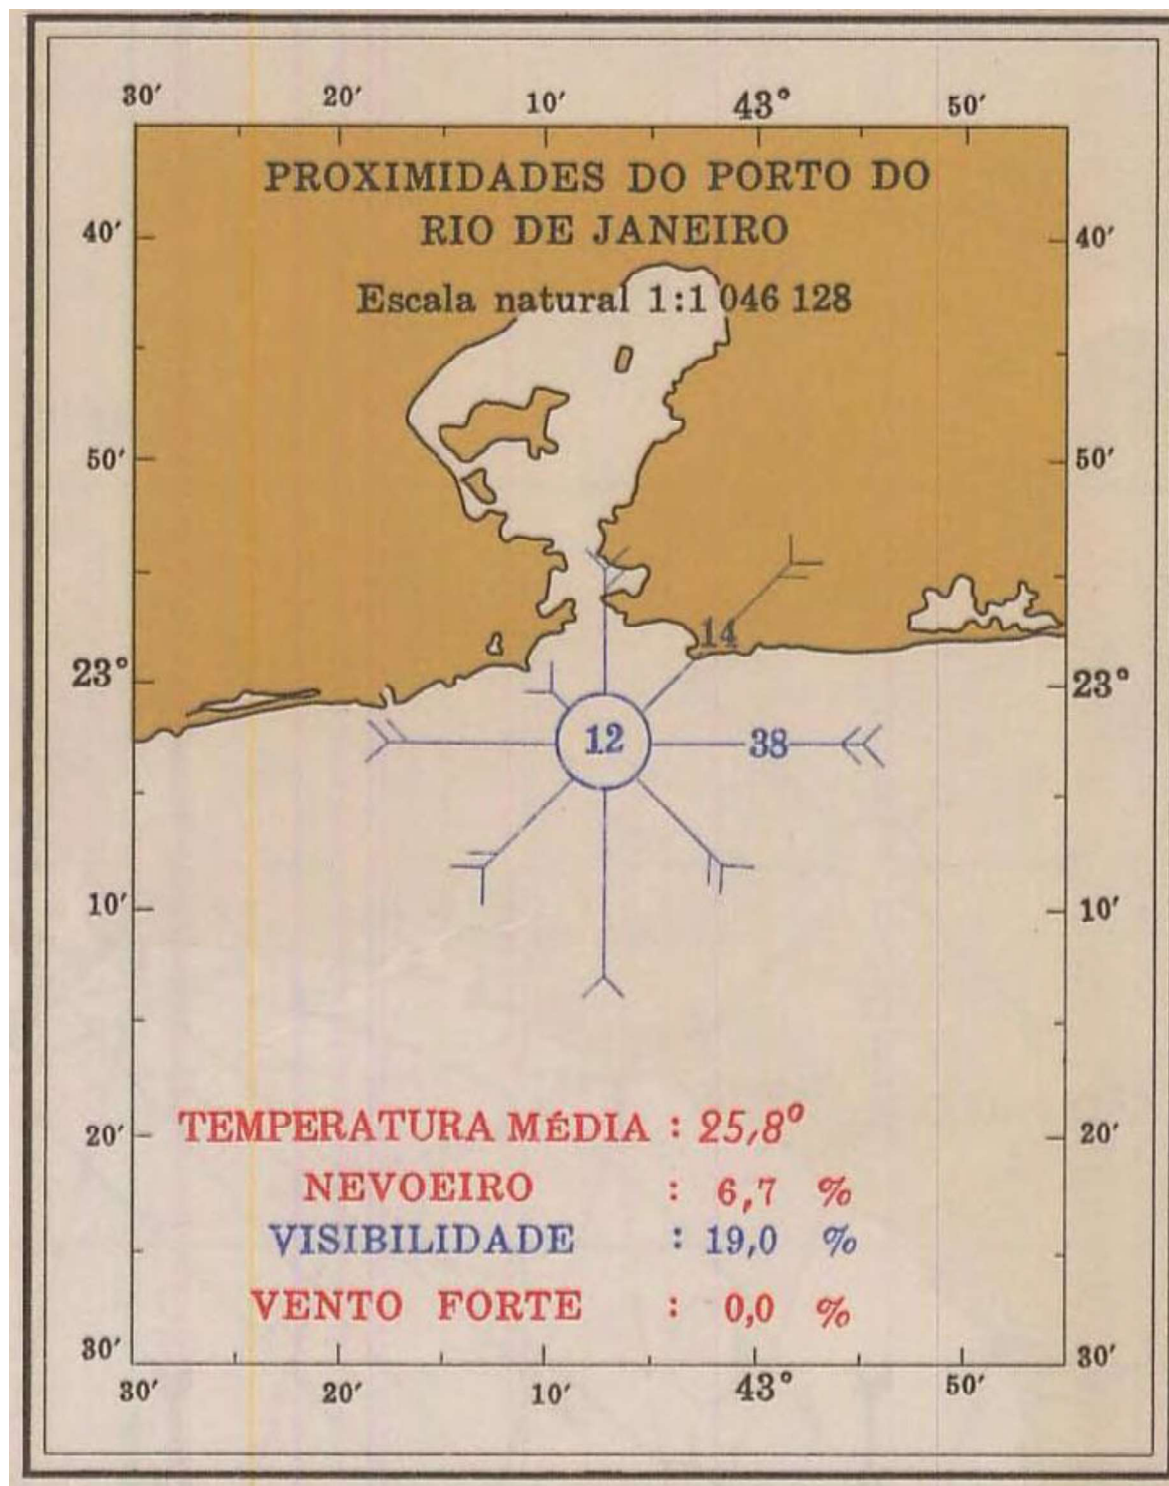 30′ 20′ 10′ 43° 50′
PROXIMIDADES DO PORTO DO
RIO DE JANEIRO
40′ 40′
Escala natural 1:1 046 128
50′ 50′
14
23° 23°
12 38
10′ 10′
TEMPERATURA MÉDIA : 25,8°
20′ 20′
NEVOEIRO : 6,7 %
VISIBILIDADE : 19,0 %
VENTO FORTE : 0,0 %
30′ 30′
30′ 20′ 10′ 43° 50′